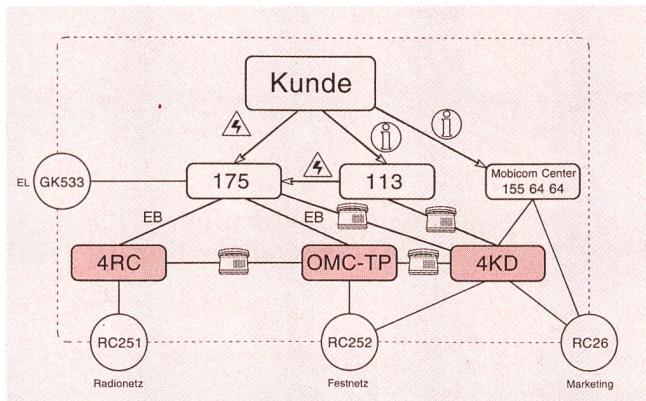 Kunde
EL
GK533
175
113
Mobicom Center
155 64 64
EB
EB
4RC
OMC-TP
4KD
RC251
RC252
RC26
Radionetz
Festnetz
Marketing